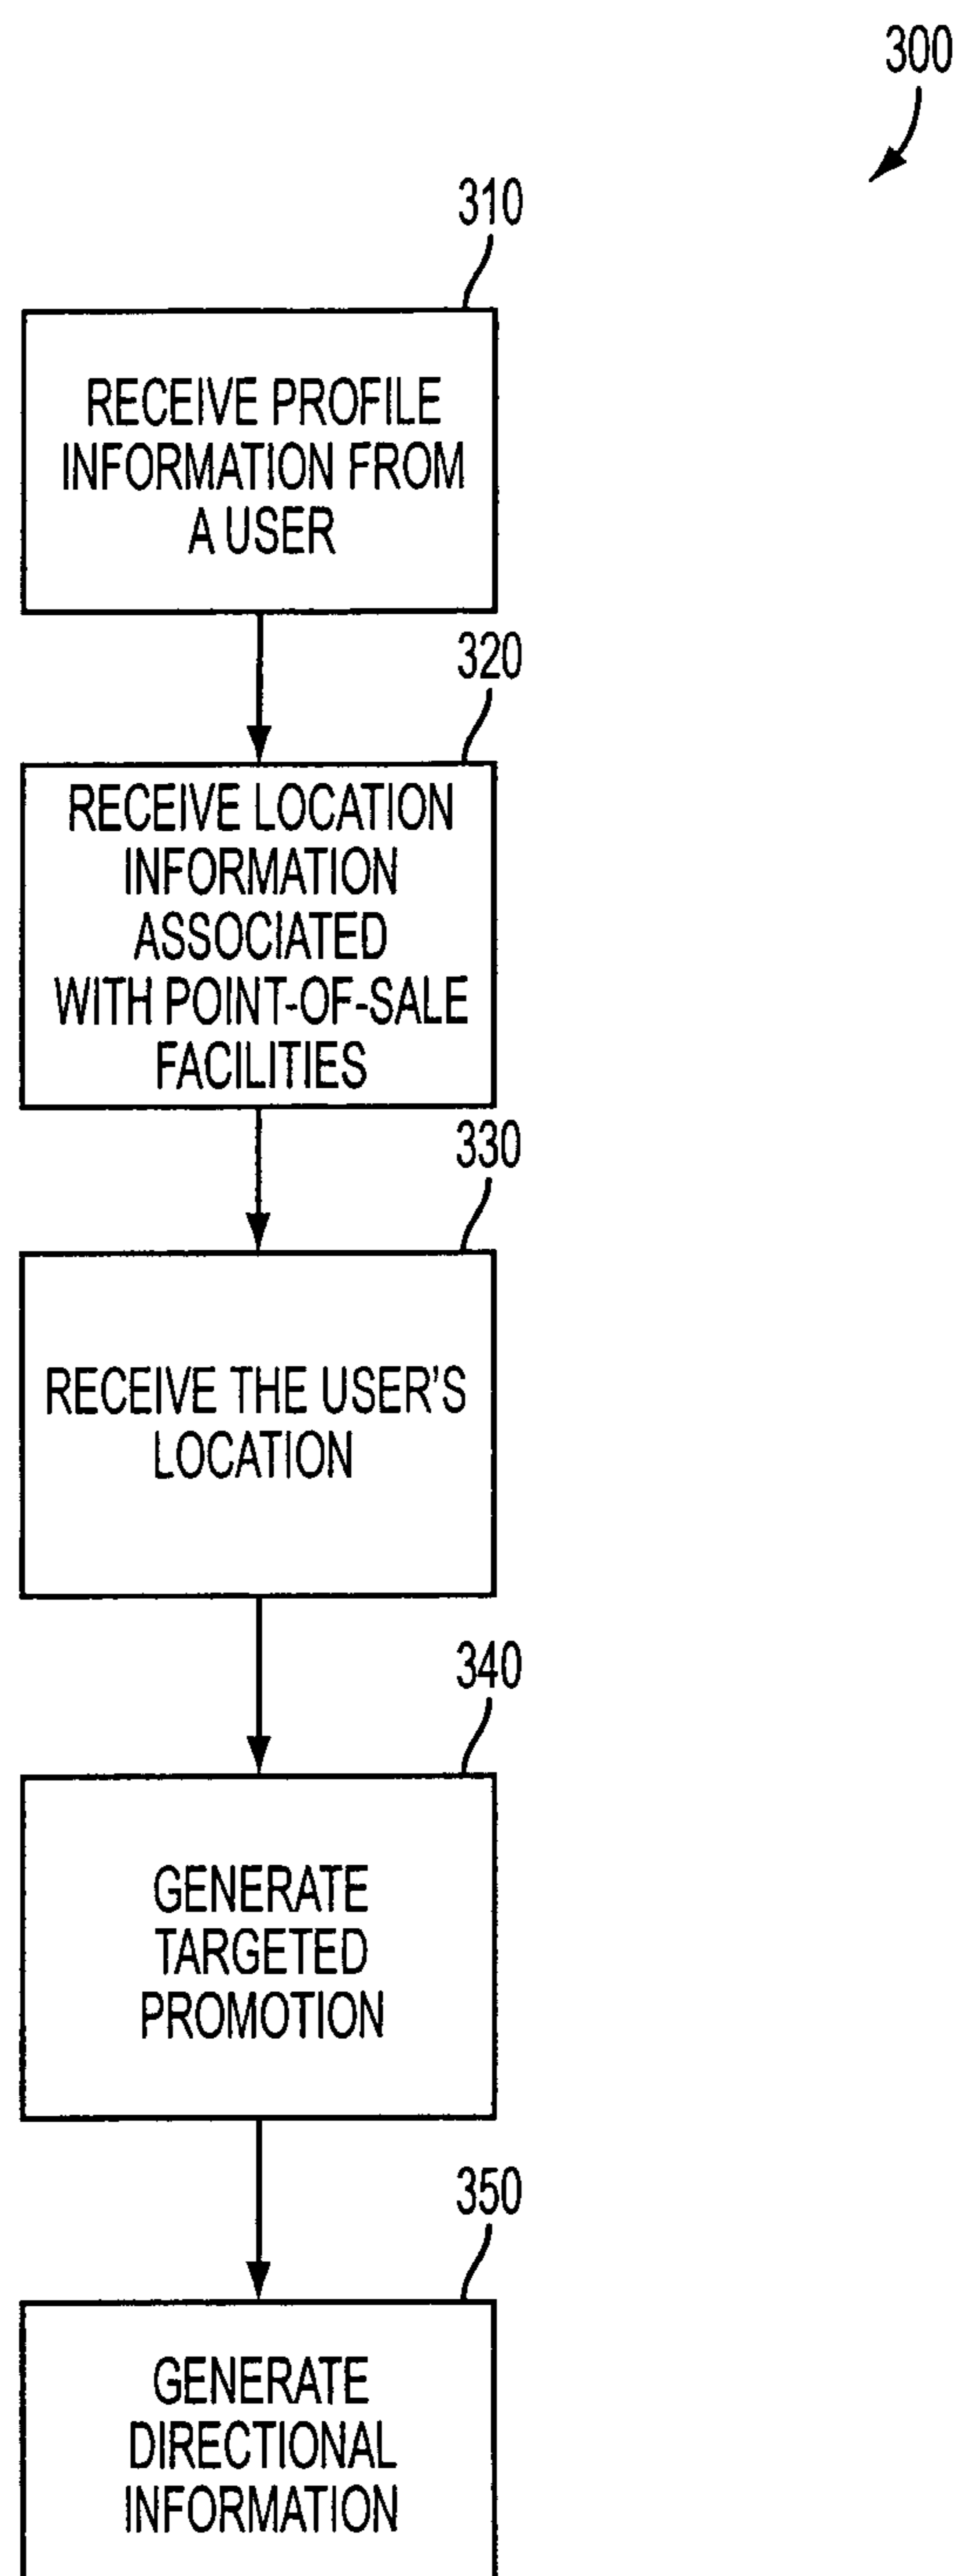 300
310
RECEIVE PROFILE
INFORMATION FROM
A USER
320
RECEIVE LOCATION
INFORMATION
ASSOCIATED
WITH POINT-OF-SALE
FACILITIES
330
RECEIVE THE USER'S
LOCATION
340
GENERATE
TARGETED
PROMOTION
350
GENERATE
DIRECTIONAL
INFORMATION